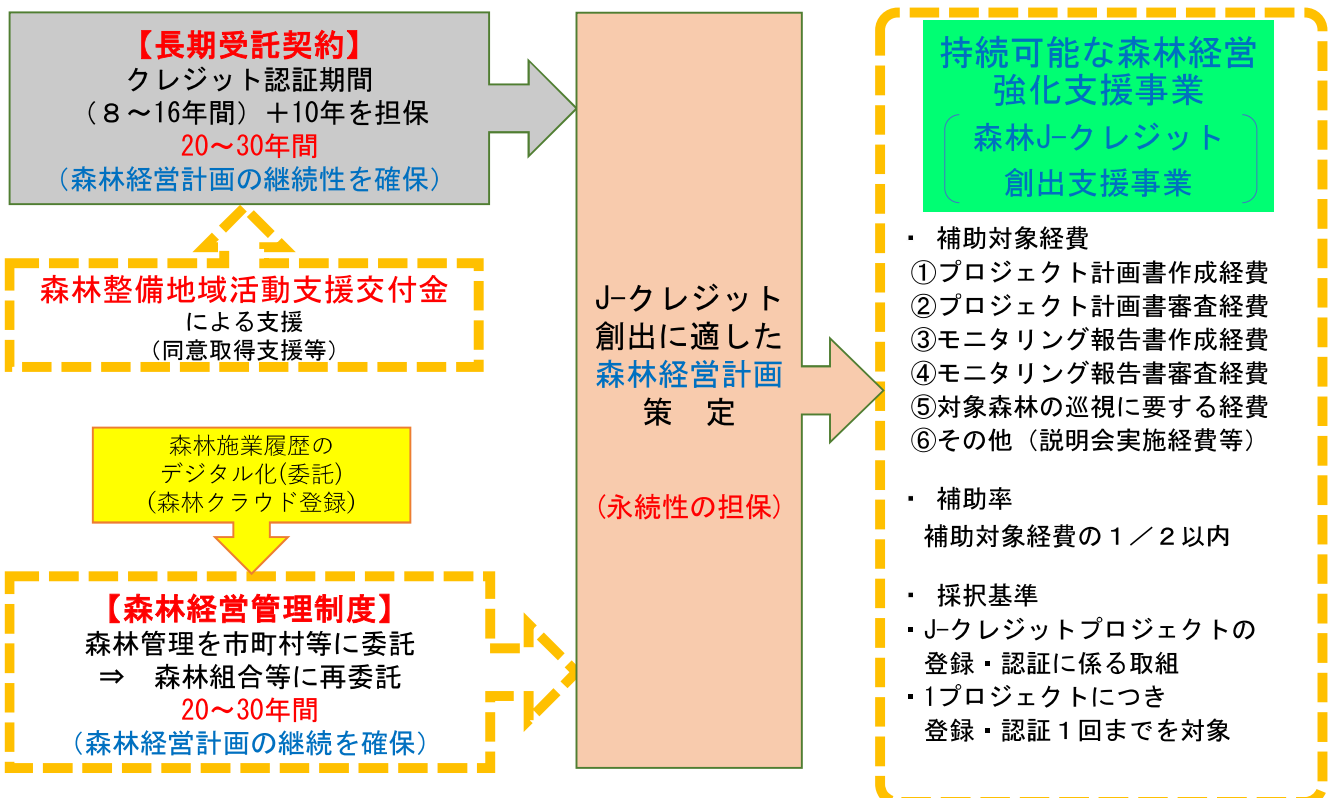 【長期受託契約】
クレジット認証期間
（８～16年間）＋10年を担保
20～30年間
（森林経営計画の継続性を確保）
森林整備地域活動支援交付金
による支援
（同意取得支援等）
森林施業履歴の
デジタル化(委託)
(森林クラウド登録)
【森林経営管理制度】
森林管理を市町村等に委託
⇒　森林組合等に再委託
20～30年間
（森林経営計画の継続を確保）
J-クレジット
創出に適した
森林経営計画
策　定
（永続性の担保）
持続可能な森林経営
強化支援事業
森林J-クレジット
創出支援事業
・　補助対象経費
①プロジェクト計画書作成経費
②プロジェクト計画書審査経費
③モニタリング報告書作成経費
④モニタリング報告書審査経費
⑤対象森林の巡視に要する経費
⑥その他（説明会実施経費等）
・　補助率
補助対象経費の１／２以内
・　採択基準
・J-クレジットプロジェクトの
登録・認証に係る取組
・1プロジェクトにつき
登録・認証１回までを対象